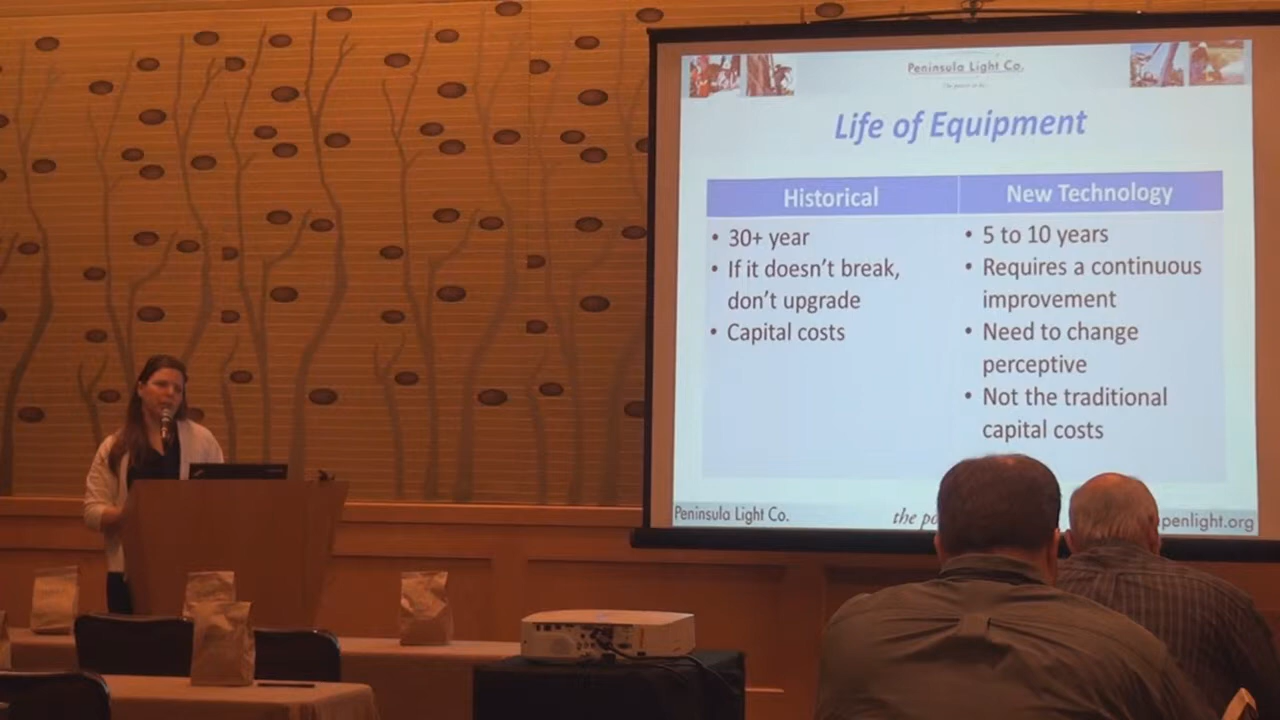 Peninsula Light Co.
Life of Equipment
Historical
New Technology
• 30+ year
• If it doesn't break,
don't upgrade
• Capital costs
• 5 to 10 years
• Requires a continuous
improvement
• Need to change
perceptive
• Not the traditional
capital costs
Peninsula Light Co.
the
penlight.org